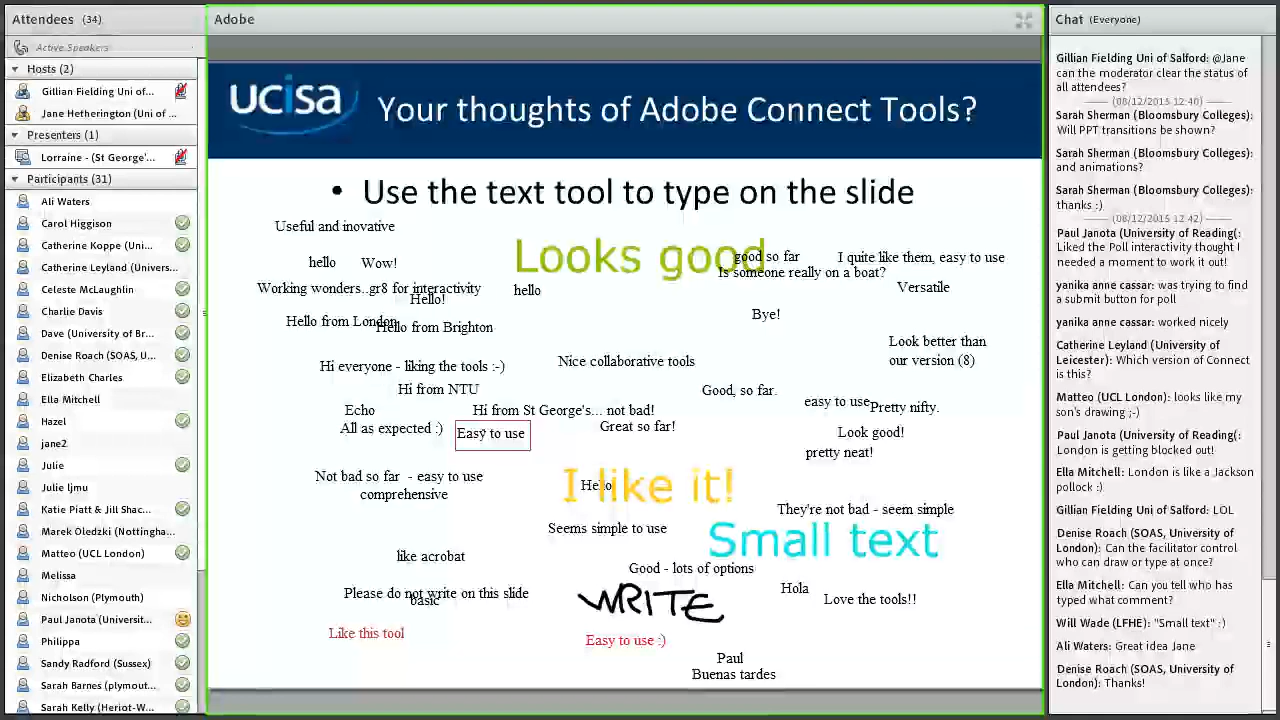 Attendees (34)
Active Speakers
Hosts (2)
Gillian Fielding Uni of...
Jane Hetherington (Uni of ...
Presenters (1)
Lorraine - (St George'...
Participants (31)
Ali Waters
Carol Higgison
Catherine Koppe (Uni...
Catherine Leyland (Univers...
Celeste McLaughlin
Charlie Davis
Dave (University of Br...
Denise Roach (SOAS, U...
Elizabeth Charles
Ella Mitchell
Hazel
jane2
Julie
Julie ljmu
Katie Piatt & Jill Shac...
Marek Oledzki (Nottingha...
Matteo (UCL London)
Melissa
Nicholson (Plymouth)
Paul Janota (Universit...
Philippa
Sandy Radford (Sussex)
Sarah Barnes (plymout...
Sarah Kelly (Heriot-W...
Adobe
ucisa
Your thoughts of Adobe Connect Tools?
• Use the text tool to type on the slide
Useful and inovative
Looks good
good so far
I quite like them, easy to use
hello
Wow!
Is someone really on a boat?
Working wonders..gr8 for interactivity
hello
Versatile
Hello!
Bye!
Hello from London
Hello from Brighton
Look better than
our version (8)
Hi everyone - liking the tools :-)
Nice collaborative tools
Hi from NTU
Good, so far.
easy to use
Pretty nifty.
Echo
Hi from St George's... not bad!
All as expected :)
Easy to use
Great so far!
Look good!
pretty neat!
Not bad so far - easy to use
comprehensive
I like it!
Hello
They're not bad - seem simple
Seems simple to use
Small text
like acrobat
Good - lots of options
Please do not write on this slide
basic
WRITE
Hola
Love the tools!!
Like this tool
Easy to use :)
Paul
Buenas tardes
Chat (Everyone)
Gillian Fielding Uni of Salford: @Jane
can the moderator clear the status of
all attendees?
(08/12/2015 12:40)
Sarah Sherman (Bloomsbury Colleges):
Will PPT transitions be shown?
Sarah Sherman (Bloomsbury Colleges):
and animations?
Sarah Sherman (Bloomsbury Colleges):
thanks :)
(08/12/2015 12:42)
Paul Janota (University of Reading(:
Liked the Poll interactivity thought I
needed a moment to work it out!
yanika anne cassar: was trying to
find a
submit button for poll
yanika anne cassar: worked nicely
Catherine Leyland (University of
Leicester): Which version of Connect
is this?
Matteo (UCL London): looks like my
son's drawing ;-)
Paul Janota (University of Reading(:
London is getting blocked out!
Ella Mitchell: London is like a Jackson
pollock :)
Gillian Fielding Uni of Salford: LOL
Denise Roach (SOAS, University of
London): Can the facilitator control
who can draw or type at once?
Ella Mitchell: Can you tell who has
typed what comment?
Will Wade (LFHE): "Small text" :)
Ali Waters: Great idea Jane
Denise Roach (SOAS, University of
London): Thanks!